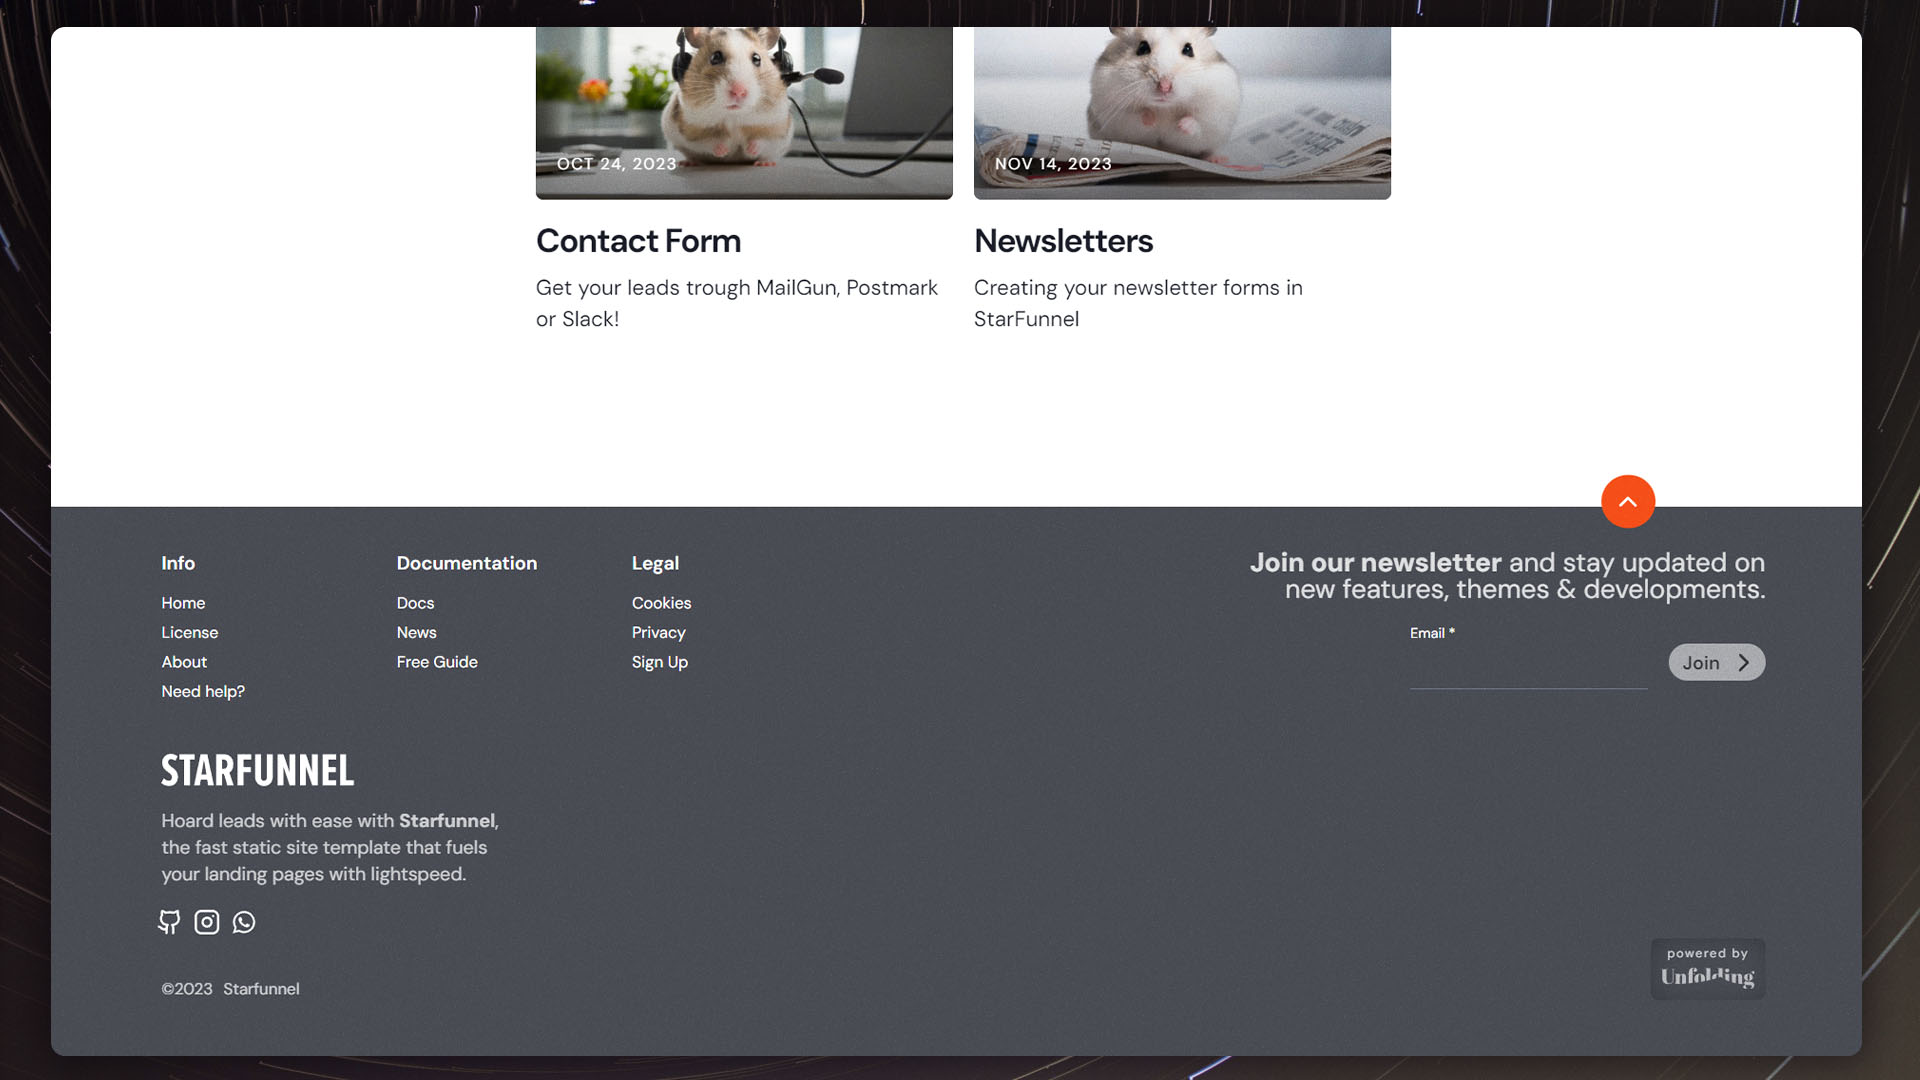 OCT 24, 2023
NOV 14, 2023
Contact Form
Get your leads trough MailGun, Postmark
or Slack!
Newsletters
Creating your newsletter forms in
StarFunnel
Info
Home
License
About
Need help?
Documentation
Docs
News
Free Guide
Legal
Cookies
Privacy
Sign Up
Join our newsletter and stay updated on
new features, themes & developments.
Email *
Join
STARFUNNEL
Hoard leads with ease with Starfunnel,
the fast static site template that fuels
your landing pages with lightspeed.
©2023 Starfunnel
powered by
Unfolding